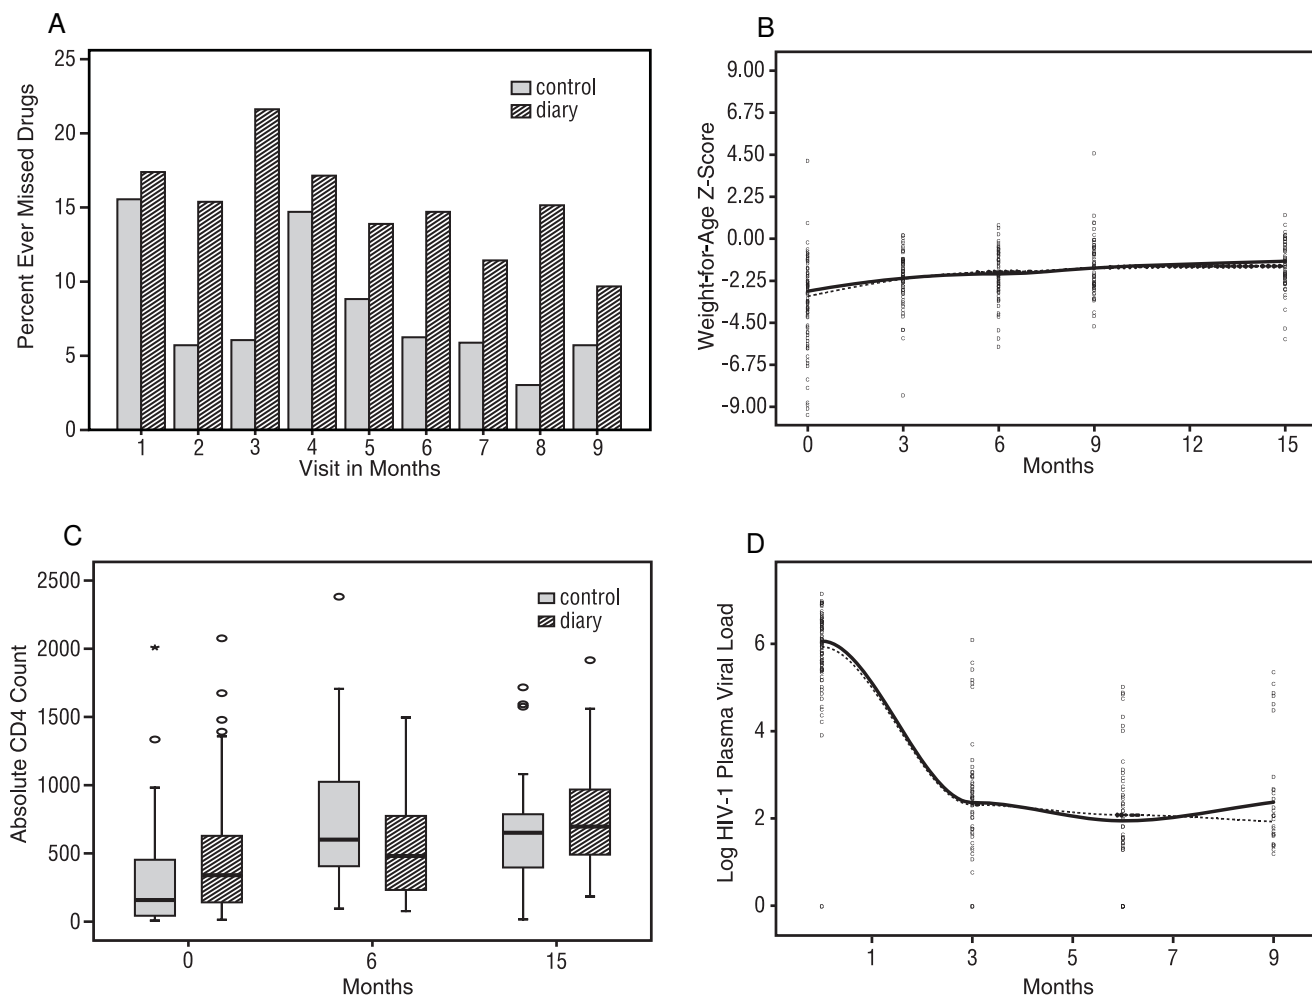 A
Percent Ever Missed Drugs
25
20
15
10
5
0
control
diary
1 2 3 4 5 6 7 8 9
Visit in Months
B
Weight-for-Age Z-Score
9.00
6.75
4.50
2.25
0.00
-2.25
-4.50
-6.75
-9.00
0 3 6 9 12 15
Months
C
Absolute CD4 Count
2500
2000
1500
1000
500
0
control
diary
0 6 15
Months
D
Log HIV-1 Plasma Viral Load
6
4
2
0
1 3 5 7 9
Months